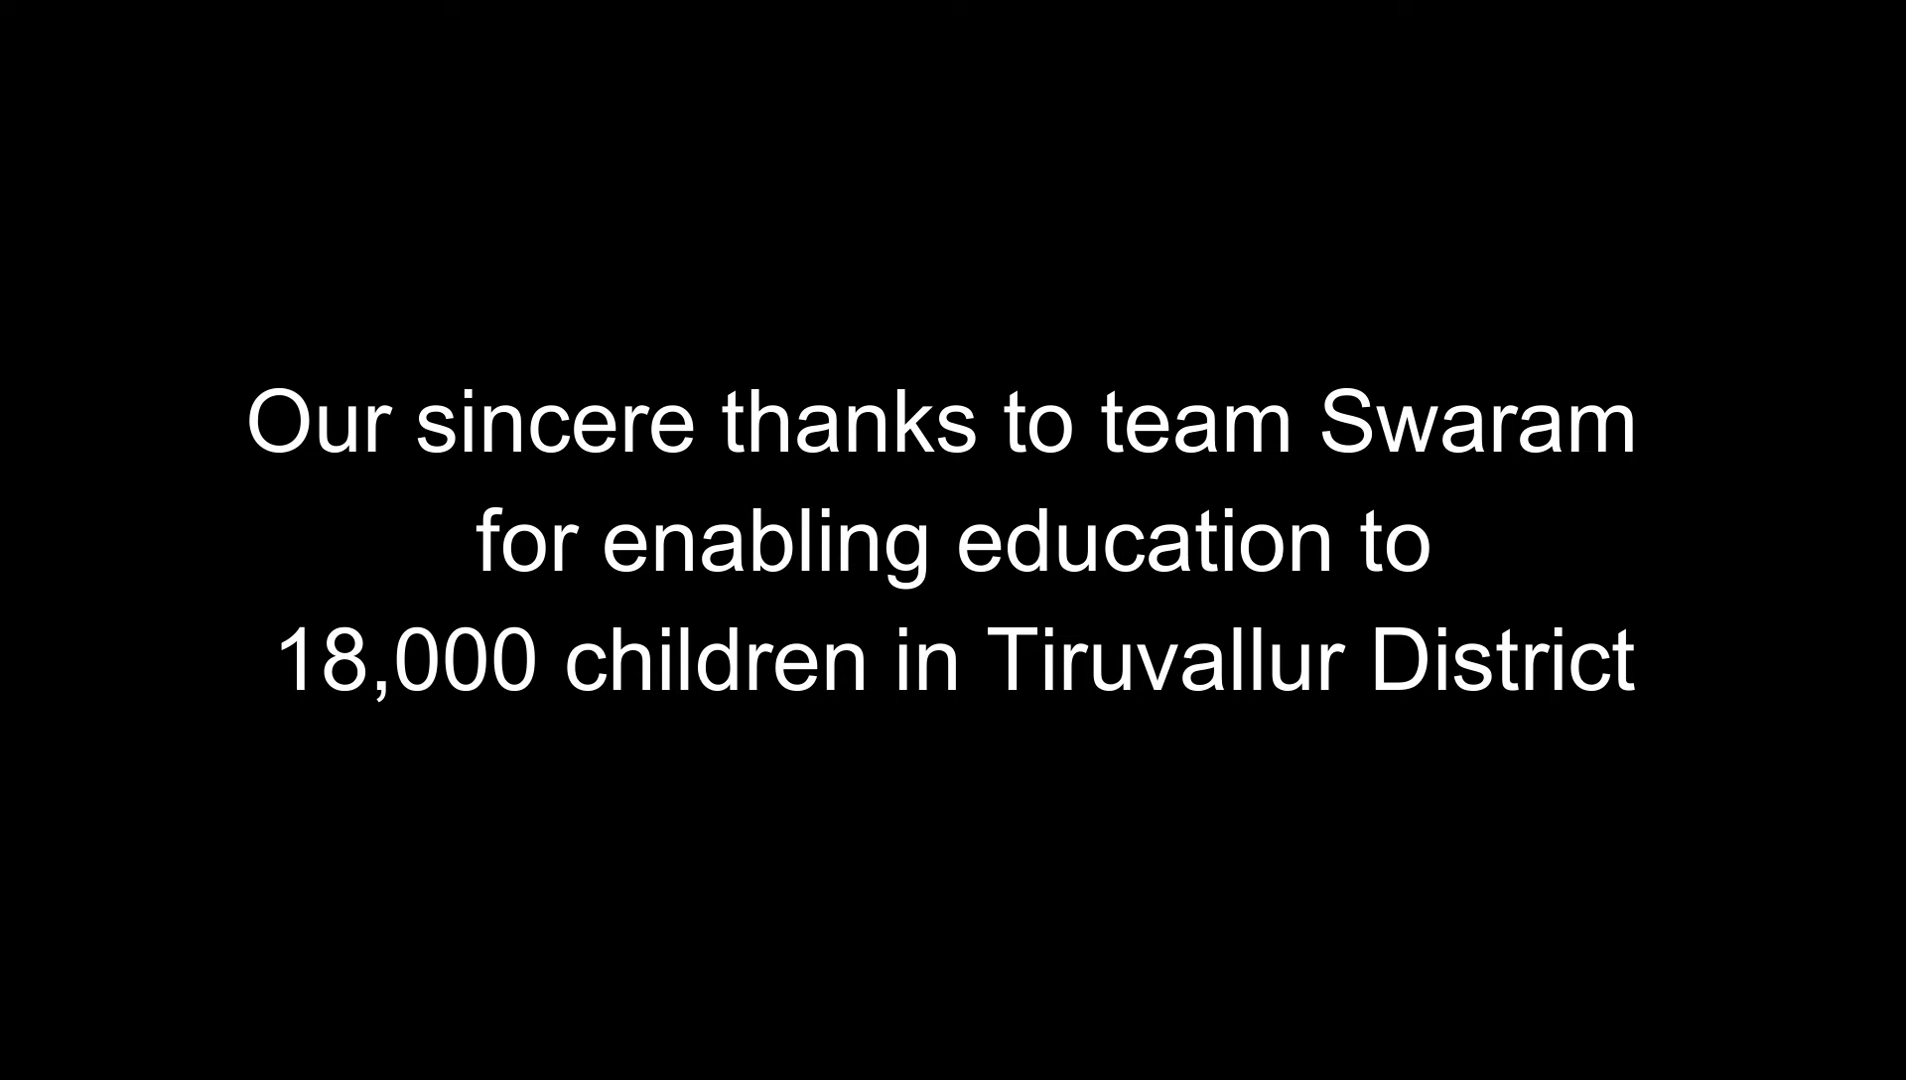 Our sincere thanks to team Swaram
for enabling education to
18,000 children in Tiruvallur District